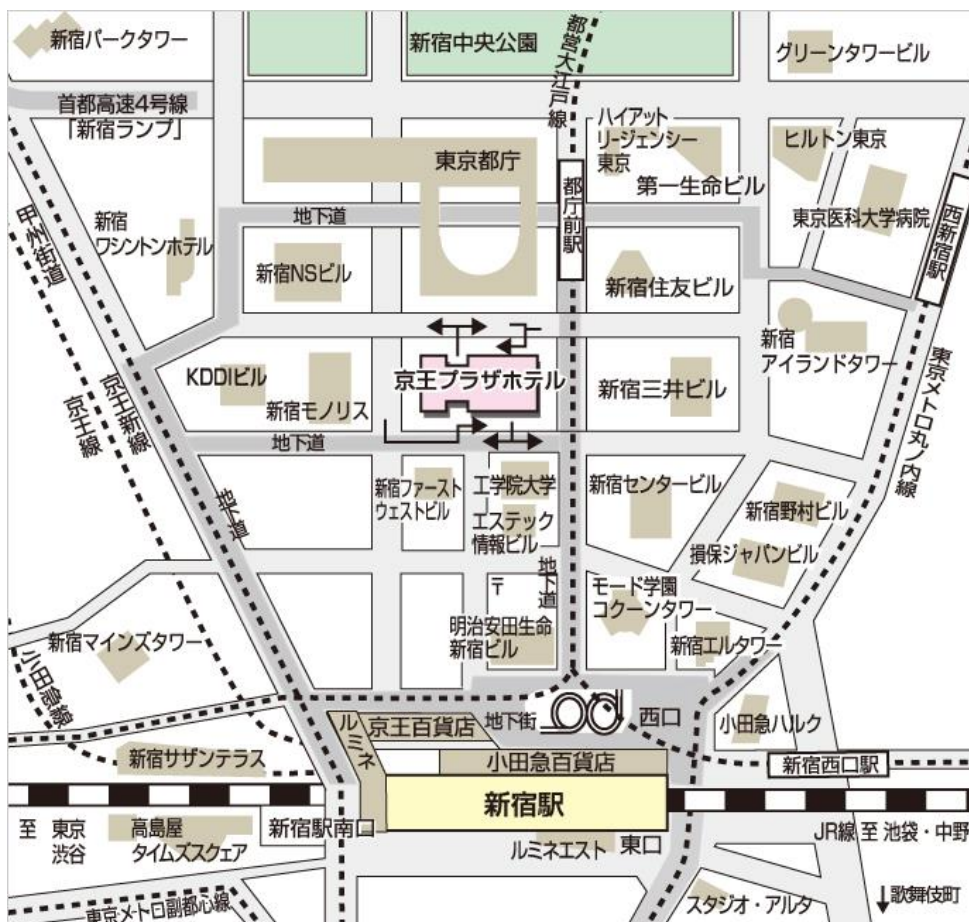 新宿パークタワー
新宿中央公園
都営大江戸線
グリーンタワービル
首都高速4号線
「新宿ランプ」
ハイアット
リージェンシー
東京
ヒルトン東京
東京都庁
第一生命ビル
都庁前駅
東京医科大学病院
西新宿駅
甲州街道
新宿
ワシントンホテル
地下道
新宿NSビル
新宿住友ビル
新宿
アイランドタワー
KDDIビル
新宿モノリス
京王プラザホテル
新宿三井ビル
東京メトロ丸ノ内線
京王新線
京王線
地下道
地下道
新宿ファースト
ウェストビル
工学院大学
エステック
情報ビル
新宿センタービル
新宿野村ビル
損保ジャパンビル
地下道
〒
モード学園
コクーンタワー
明治安田生命
新宿ビル
新宿エルタワー
新宿マインズタワー
小田急線
ルミネ
京王百貨店
地下街
西口
小田急ハルク
新宿サザンテラス
小田急百貨店
新宿西口駅
新宿駅
至 東京
渋谷
高島屋
タイムズスクェア
新宿駅南口
ルミネエスト
東口
JR線 至 池袋・中野
東京メトロ副都心線
スタジオ・アルタ
↓歌舞伎町